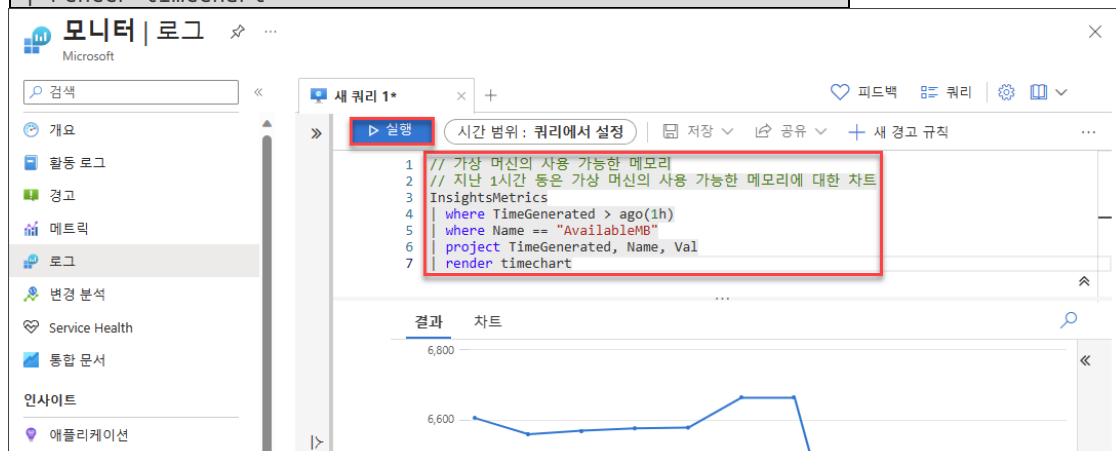 | render timechart
모니터 | 로그
Microsoft
검색
새 쿼리 1*
피드백
쿼리
개요
활동 로그
경고
메트릭
로그
변경 분석
Service Health
통합 문서
인사이트
애플리케이션
실행
시간 범위 : 쿼리에서 설정
저장
공유
새 경고 규칙
1 // 가상 머신의 사용 가능한 메모리
2 // 지난 1시간 동은 가상 머신의 사용 가능한 메모리에 대한 차트
3 InsightsMetrics
4 | where TimeGenerated > ago(1h)
5 | where Name == "AvailableMB"
6 | project TimeGenerated, Name, Val
7 | render timechart
결과
차트
6,800
6,600